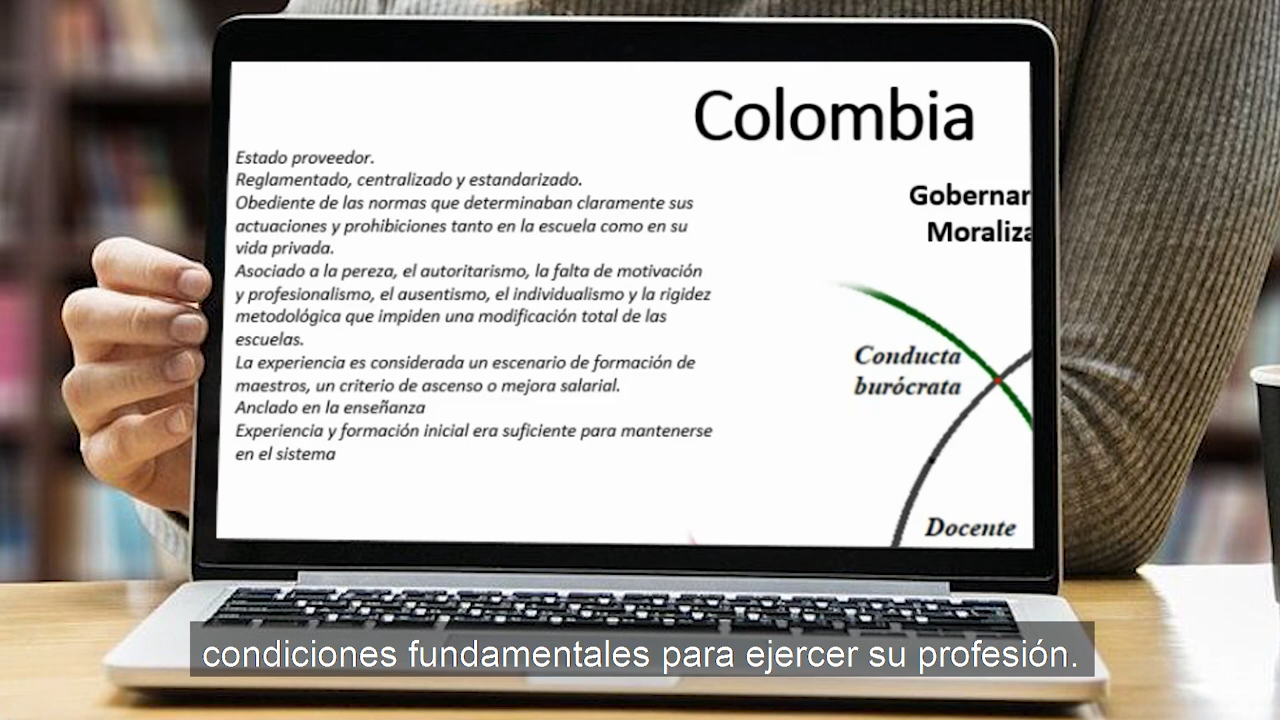 Colombia
Estado proveedor.
Reglamentado, centralizado y estandarizado.
Obediente de las normas que determinaban claramente sus
actuaciones y prohibiciones tanto en la escuela como en su
vida privada.
Asociado a la pereza, el autoritarismo, la falta de motivación
y profesionalismo, el ausentismo, el individualismo y la rigidez
metodológica que impiden una modificación total de las
escuelas.
La experiencia es considerada un escenario de formación de
maestros, un criterio de ascenso o mejora salarial.
Anclado en la enseñanza
Experiencia y formación inicial era suficiente para mantenerse
en el sistema
Gobernar
Moraliza
Conducta
burócrata
Docente
condiciones fundamentales para ejercer su profesión.